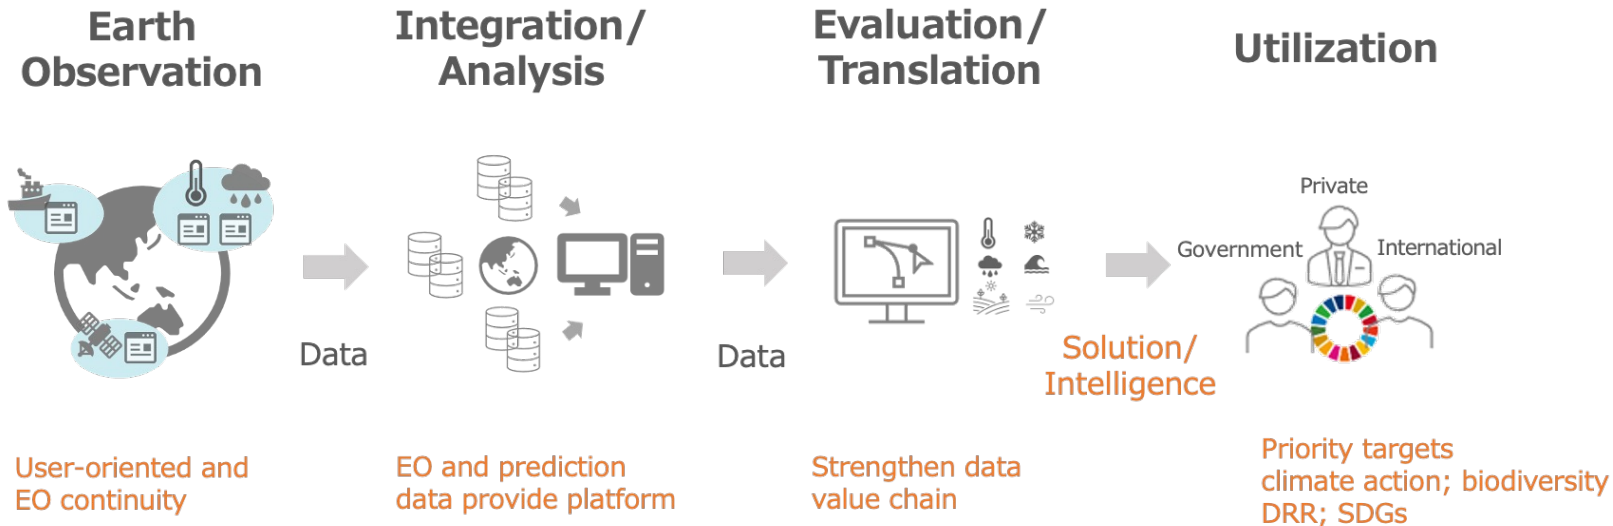 Earth
Observation
Integration/
Analysis
Evaluation/
Translation
Utilization
Private
Government
International
Data
Data
Solution/
Intelligence
User-oriented and
EO continuity
EO and prediction
data provide platform
Strengthen data
value chain
Priority targets
climate action; biodiversity
DRR; SDGs